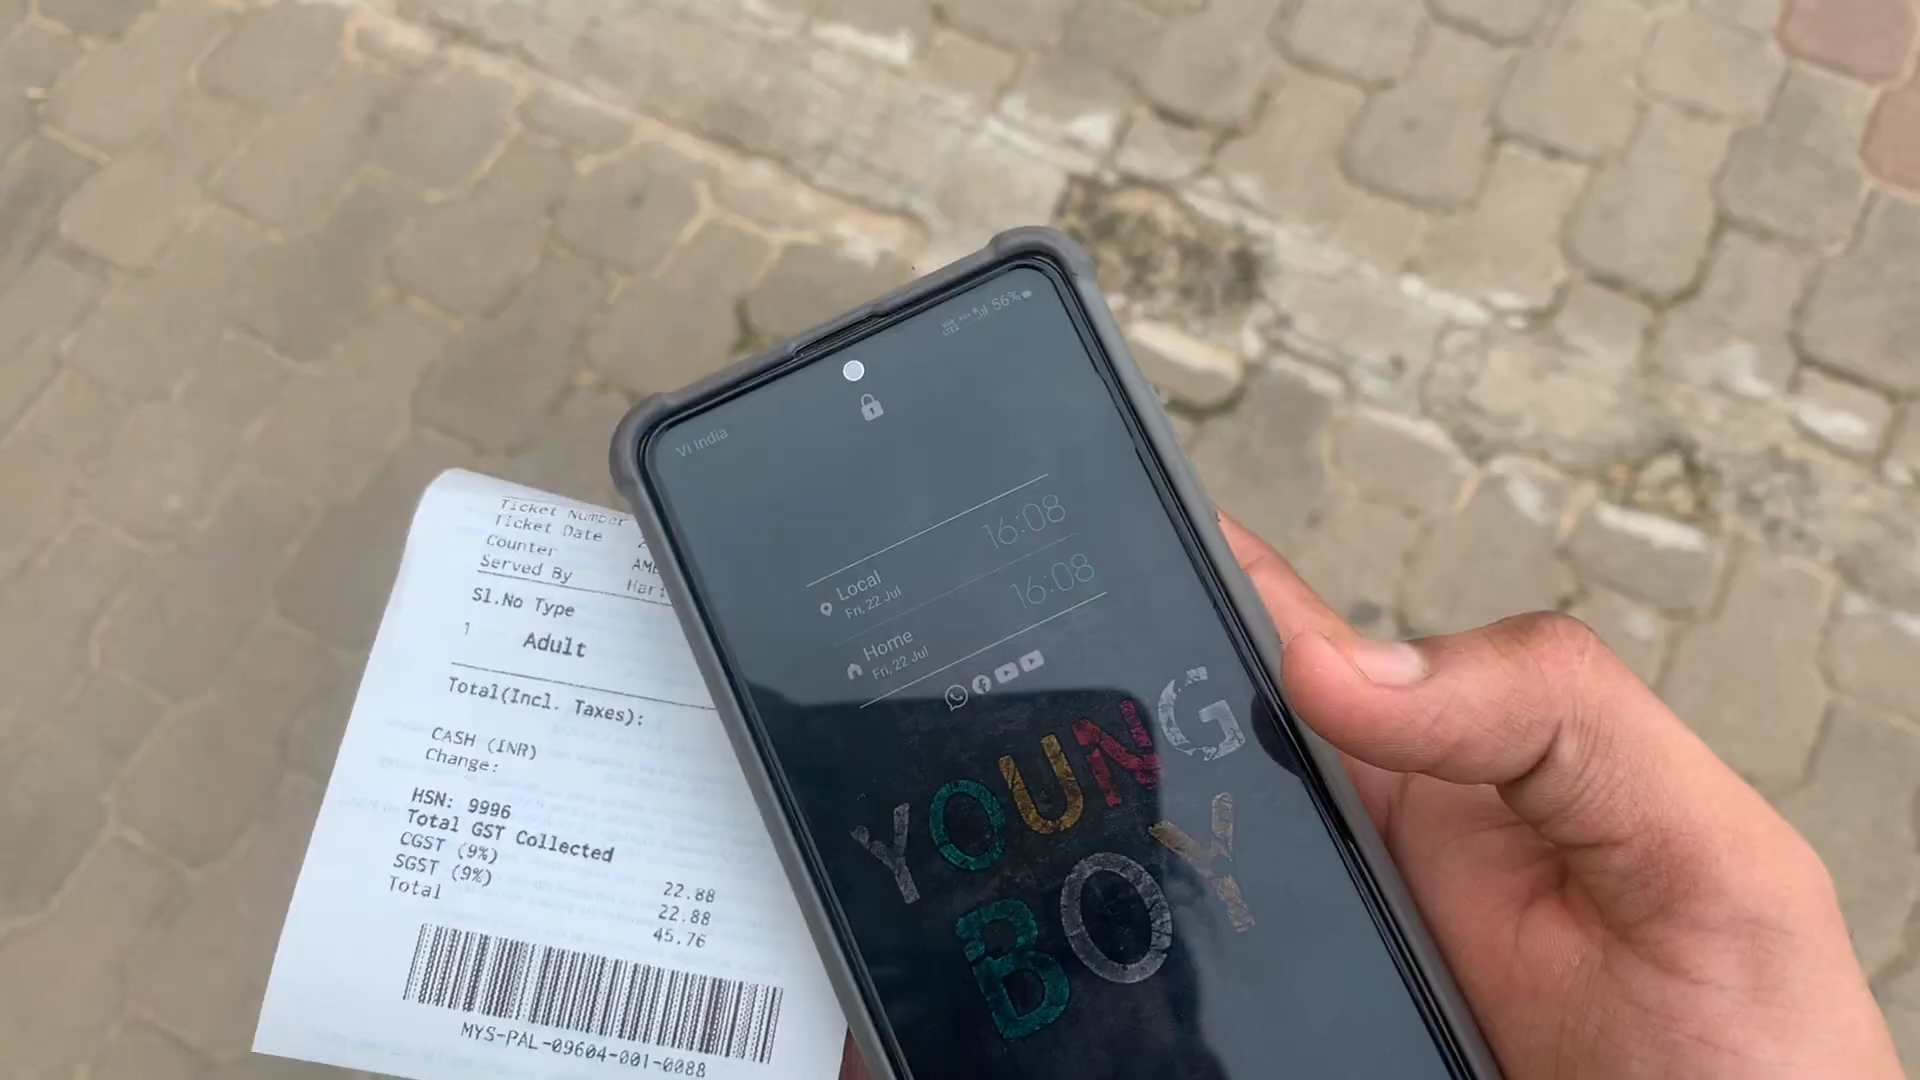 Ticket Number
Ticket Date
Counter
Served By
Sl.No Type
1 Adult
Total(Incl. Taxes):
CASH (INR)
Change:
HSN: 9996
Total GST Collected
CGST (9%) 22.88
SGST (9%) 22.88
Total 45.76
MYS-PAL-09604-001-0088
56%
Vi India
16:08
Local
Fri, 22 Jul
16:08
Home
Fri, 22 Jul
YOUNG
BOY